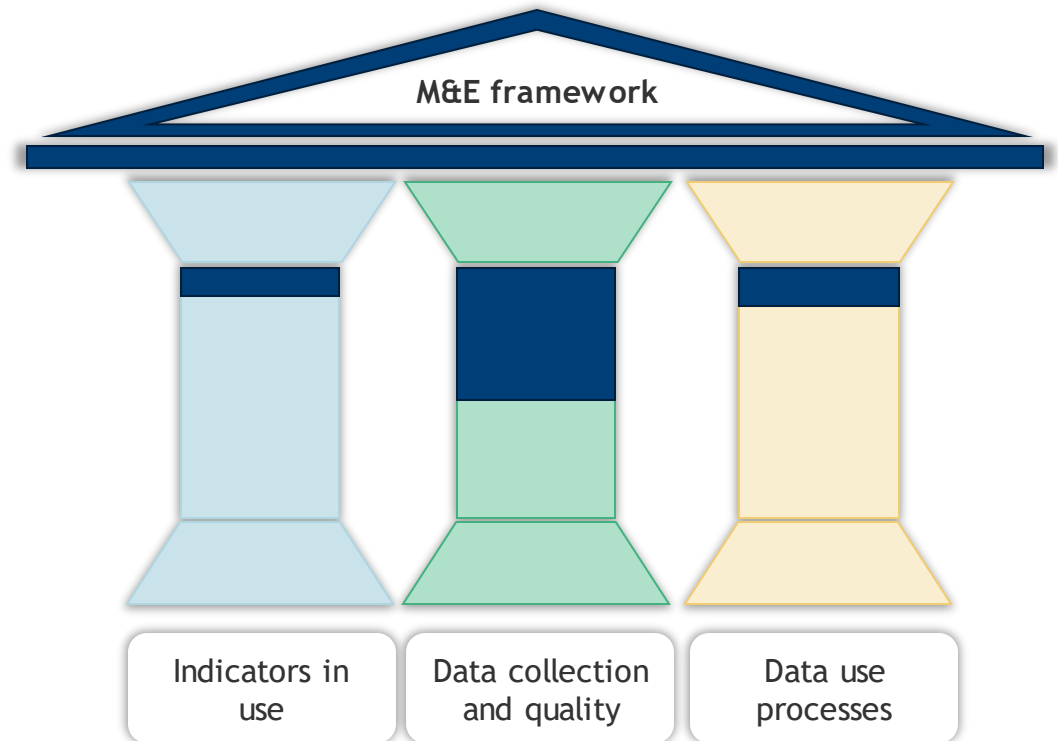 M&E framework
Indicators in
use
Data collection
and quality
Data use
processes